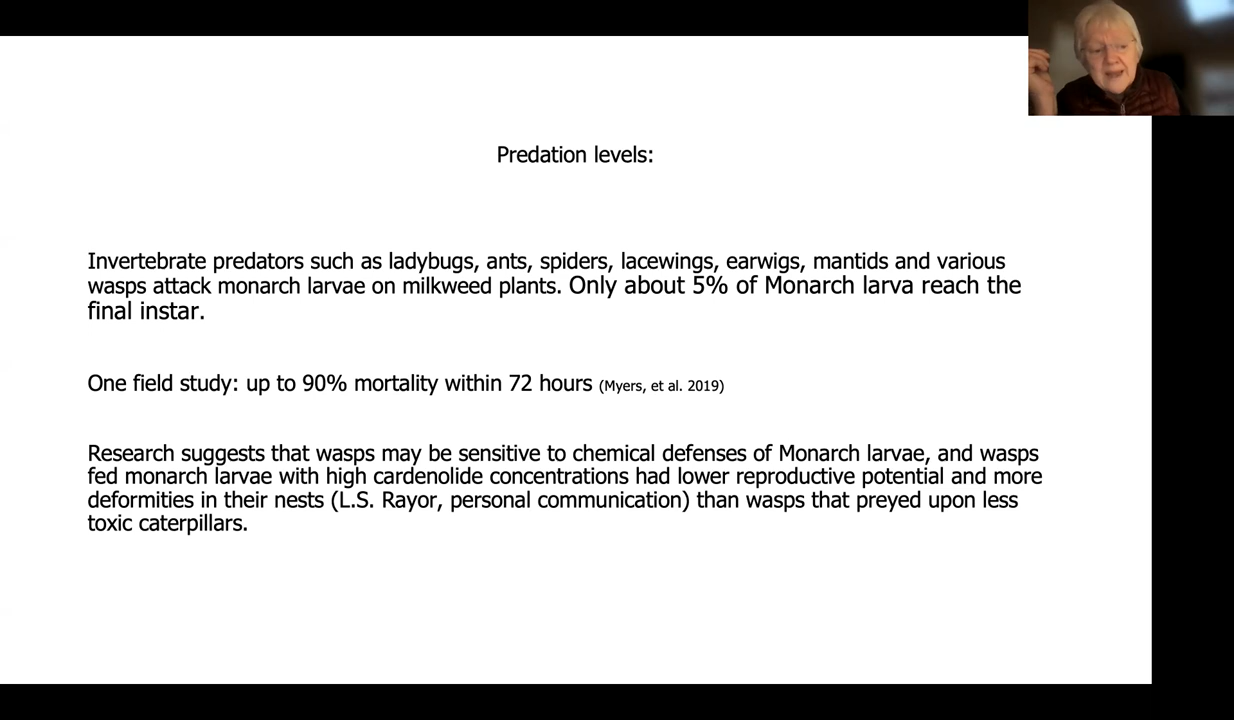 Predation levels:
Invertebrate predators such as ladybugs, ants, spiders, lacewings, earwigs, mantids and various
wasps attack monarch larvae on milkweed plants. Only about 5% of Monarch larva reach the
final instar.
One field study: up to 90% mortality within 72 hours (Myers, et al. 2019)
Research suggests that wasps may be sensitive to chemical defenses of Monarch larvae, and wasps
fed monarch larvae with high cardenolide concentrations had lower reproductive potential and more
deformities in their nests (L.S. Rayor, personal communication) than wasps that preyed upon less
toxic caterpillars.